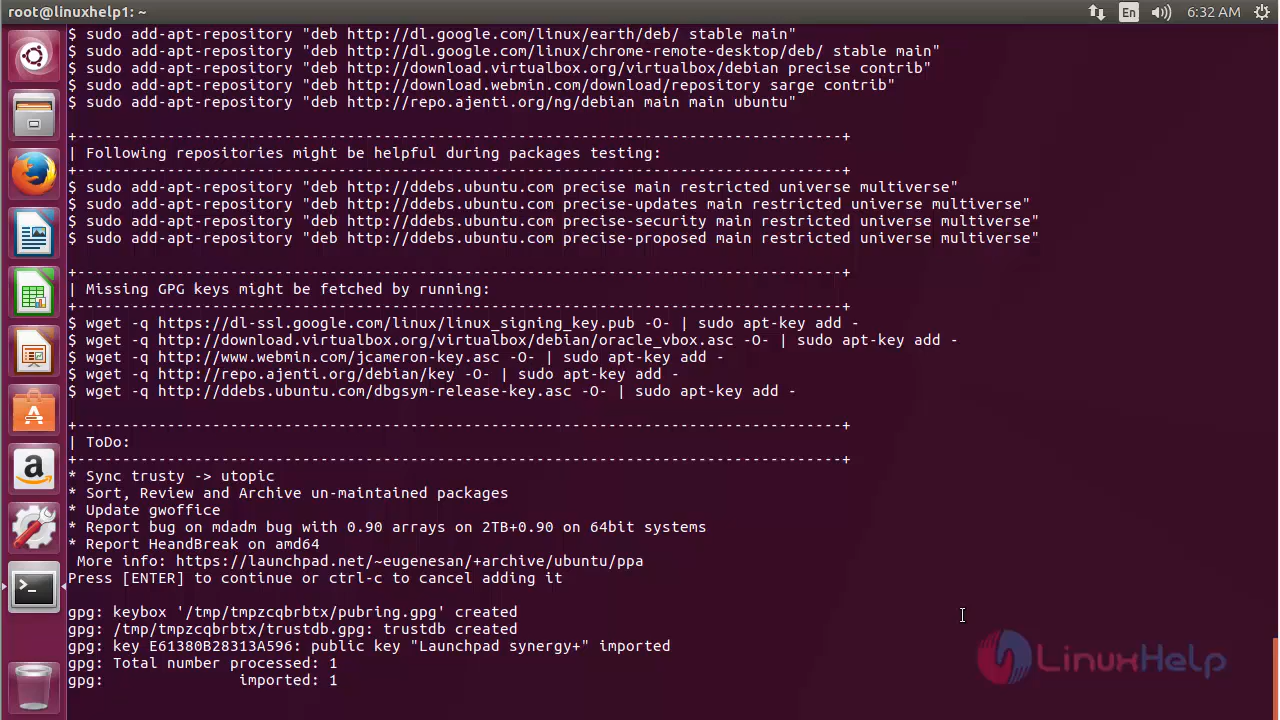 root@linuxhelp1: ~
En
6:32 AM
$ sudo add-apt-repository "deb http://dl.google.com/linux/earth/deb/ stable main"
$ sudo add-apt-repository "deb http://dl.google.com/linux/chrome-remote-desktop/deb/ stable main"
$ sudo add-apt-repository "deb http://download.virtualbox.org/virtualbox/debian precise contrib"
$ sudo add-apt-repository "deb http://download.webmin.com/download/repository sarge contrib"
$ sudo add-apt-repository "deb http://repo.ajenti.org/ng/debian main main ubuntu"
+-------------------------------------------------------------------------------------+
| Following repositories might be helpful during packages testing:
+-------------------------------------------------------------------------------------+
$ sudo add-apt-repository "deb http://ddebs.ubuntu.com precise main restricted universe multiverse"
$ sudo add-apt-repository "deb http://ddebs.ubuntu.com precise-updates main restricted universe multiverse"
$ sudo add-apt-repository "deb http://ddebs.ubuntu.com precise-security main restricted universe multiverse"
$ sudo add-apt-repository "deb http://ddebs.ubuntu.com precise-proposed main restricted universe multiverse"
+-------------------------------------------------------------------------------------+
| Missing GPG keys might be fetched by running:
+-------------------------------------------------------------------------------------+
$ wget -q https://dl-ssl.google.com/linux/linux_signing_key.pub -O- | sudo apt-key add -
$ wget -q http://download.virtualbox.org/virtualbox/debian/oracle_vbox.asc -O- | sudo apt-key add -
$ wget -q http://www.webmin.com/jcameron-key.asc -O- | sudo apt-key add -
$ wget -q http://repo.ajenti.org/debian/key -O- | sudo apt-key add -
$ wget -q http://ddebs.ubuntu.com/dbgsym-release-key.asc -O- | sudo apt-key add -
+-------------------------------------------------------------------------------------+
| ToDo:
+-------------------------------------------------------------------------------------+
* Sync trusty -> utopic
* Sort, Review and Archive un-maintained packages
* Update gwoffice
* Report bug on mdadm bug with 0.90 arrays on 2TB+0.90 on 64bit systems
* Report HeandBreak on amd64
More info: https://launchpad.net/~eugenesan/+archive/ubuntu/ppa
Press [ENTER] to continue or ctrl-c to cancel adding it
gpg: keybox '/tmp/tmpzcqbrbtx/pubring.gpg' created
gpg: /tmp/tmpzcqbrbtx/trustdb.gpg: trustdb created
gpg: key E61380B28313A596: public key "Launchpad synergy+" imported
gpg: Total number processed: 1
gpg: imported: 1
LinuxHelp